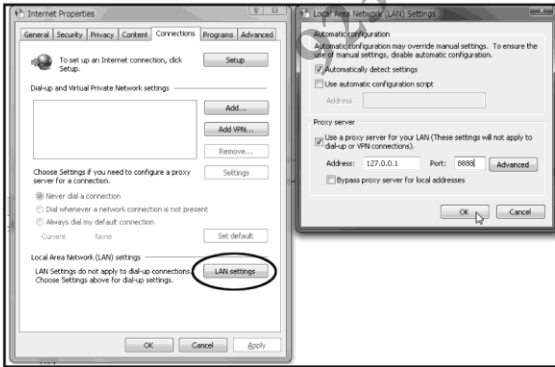 Internet Properties
General Security Privacy Content Connections Programs Advanced
To set up an Internet connection, click
Setup.
Setup
Dial-up and Virtual Private Network settings
Add...
Add VPN...
Remove...
Choose Settings if you need to configure a proxy
server for a connection.
Settings
Never dial a connection
Dial whenever a network connection is not present
Always dial my default connection
Current None
Set default
Local Area Network (LAN) settings
LAN Settings do not apply to dial-up connections.
Choose Settings above for dial-up settings.
LAN settings
OK Cancel Apply
Local Area Network (LAN) Settings
Automatic configuration
Automatic configuration may override manual settings. To ensure the
use of manual settings, disable automatic configuration.
Automatically detect settings
Use automatic configuration script
Address
Proxy server
Use a proxy server for your LAN (These settings will not apply to
dial-up or VPN connections).
Address: 127.0.0.1 Port: 8888 Advanced
Bypass proxy server for local addresses
OK Cancel